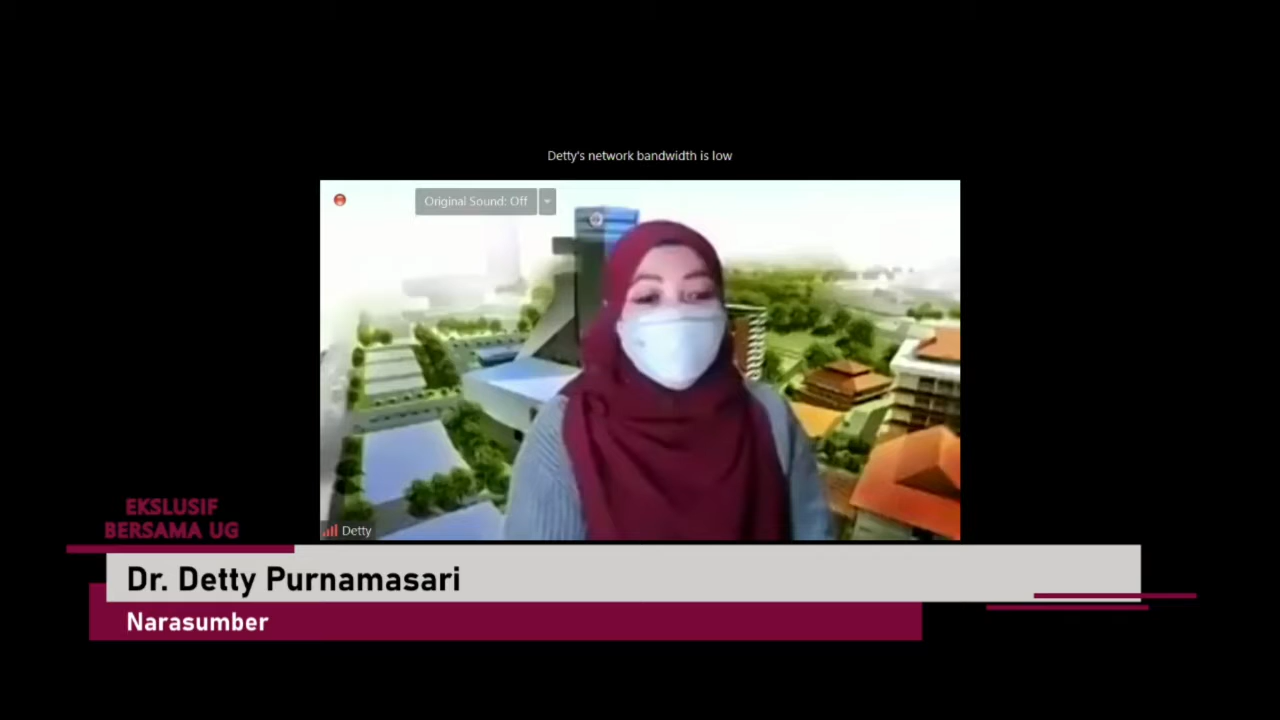 Detty's network bandwidth is low
Original Sound: Off
Detty
EKSLUSIF
BERSAMA UG
Dr. Detty Purnamasari
Narasumber